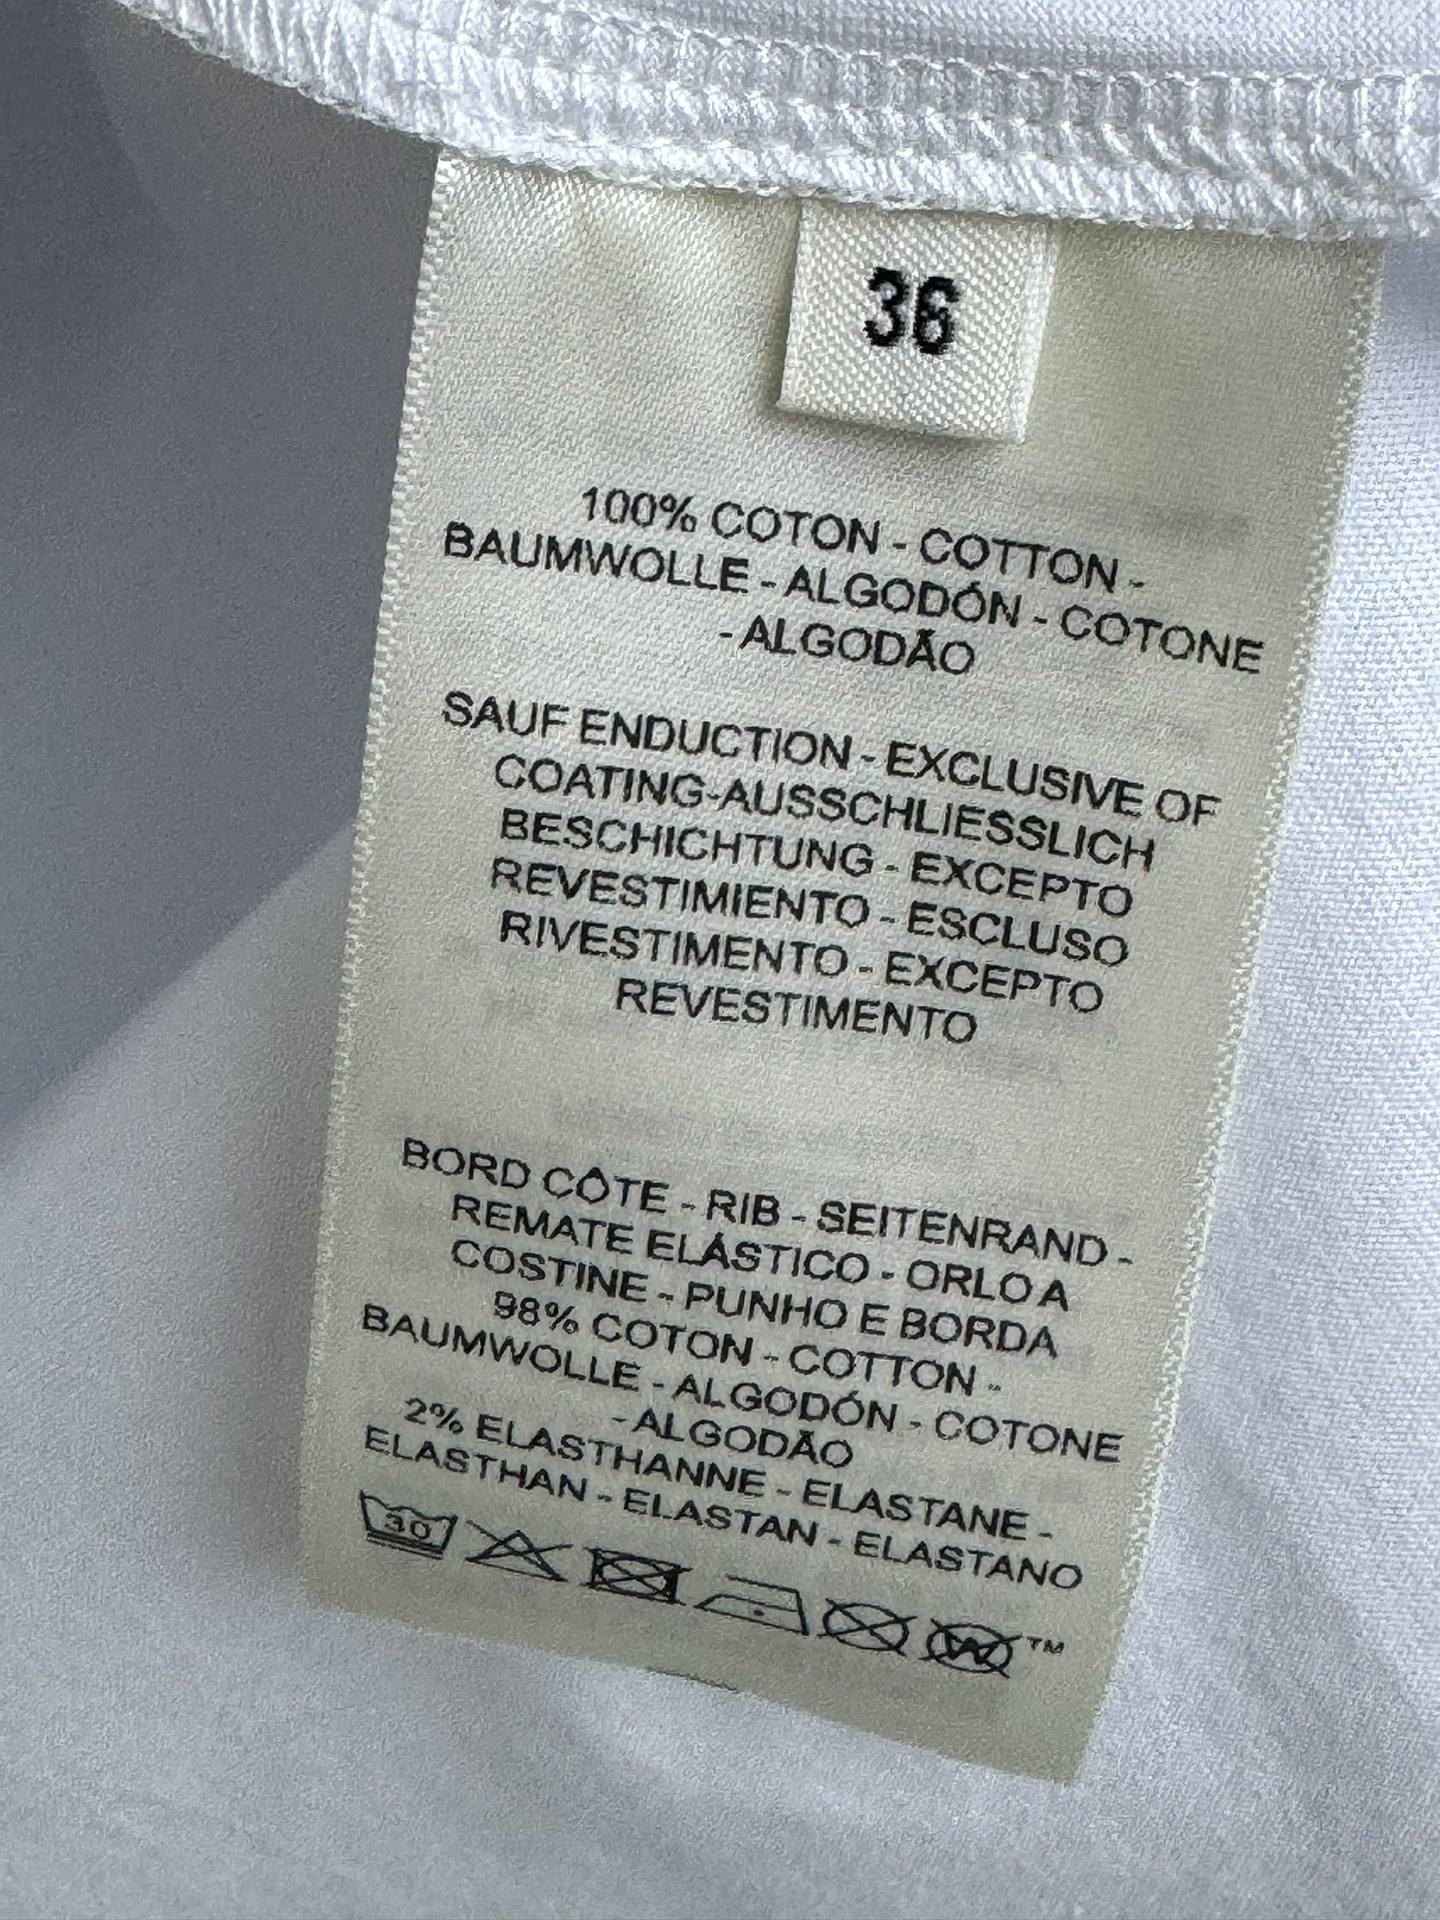 36
100% COTON - COTTON -
BAUMWOLLE - ALGODÓN - COTONE
- ALGODÃO
SAUF ENDUCTION - EXCLUSIVE OF
COATING-AUSSCHLIESSLICH
BESCHICHTUNG - EXCEPTO
REVESTIMIENTO - ESCLUSO
RIVESTIMENTO - EXCEPTO
REVESTIMENTO
BORD CÔTE - RIB - SEITENRAND -
REMATE ELÁSTICO - ORLO A
COSTINE - PUNHO E BORDA
98% COTON - COTTON -
BAUMWOLLE - ALGODÓN - COTONE
- ALGODÃO
2% ELASTHANNE - ELASTANE -
ELASTHAN - ELASTAN - ELASTANO
30 W ™